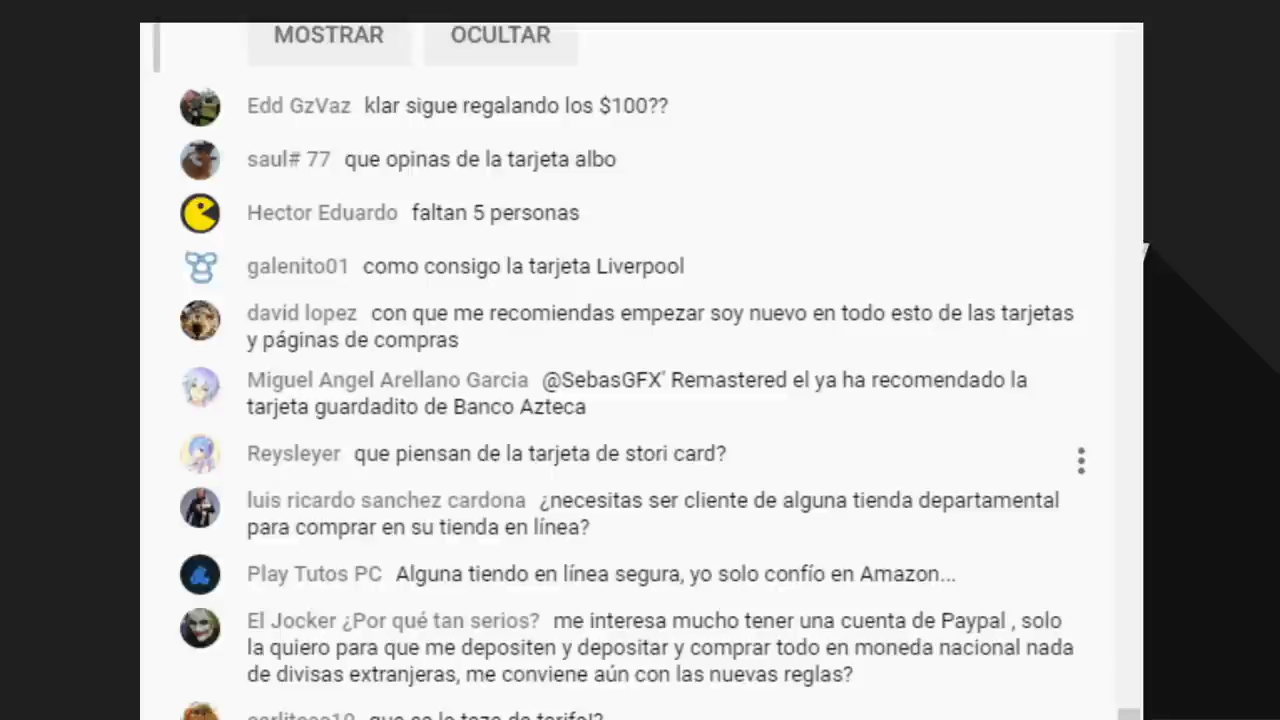 MOSTRAR OCULTAR
Edd GzVaz klar sigue regalando los $100??
saul# 77 que opinas de la tarjeta albo
Hector Eduardo faltan 5 personas
galenito01 como consigo la tarjeta Liverpool
david lopez con que me recomiendas empezar soy nuevo en todo esto de las tarjetas
y páginas de compras
Miguel Angel Arellano Garcia @SebasGFX' Remastered el ya ha recomendado la
tarjeta guardadito de Banco Azteca
Reysleyer que piensan de la tarjeta de stori card?
luis ricardo sanchez cardona ¿necesitas ser cliente de alguna tienda departamental
para comprar en su tienda en línea?
Play Tutos PC Alguna tiendo en línea segura, yo solo confío en Amazon...
El Jocker ¿Por qué tan serios? me interesa mucho tener una cuenta de Paypal , solo
la quiero para que me depositen y depositar y comprar todo en moneda nacional nada
de divisas extranjeras, me conviene aún con las nuevas reglas?